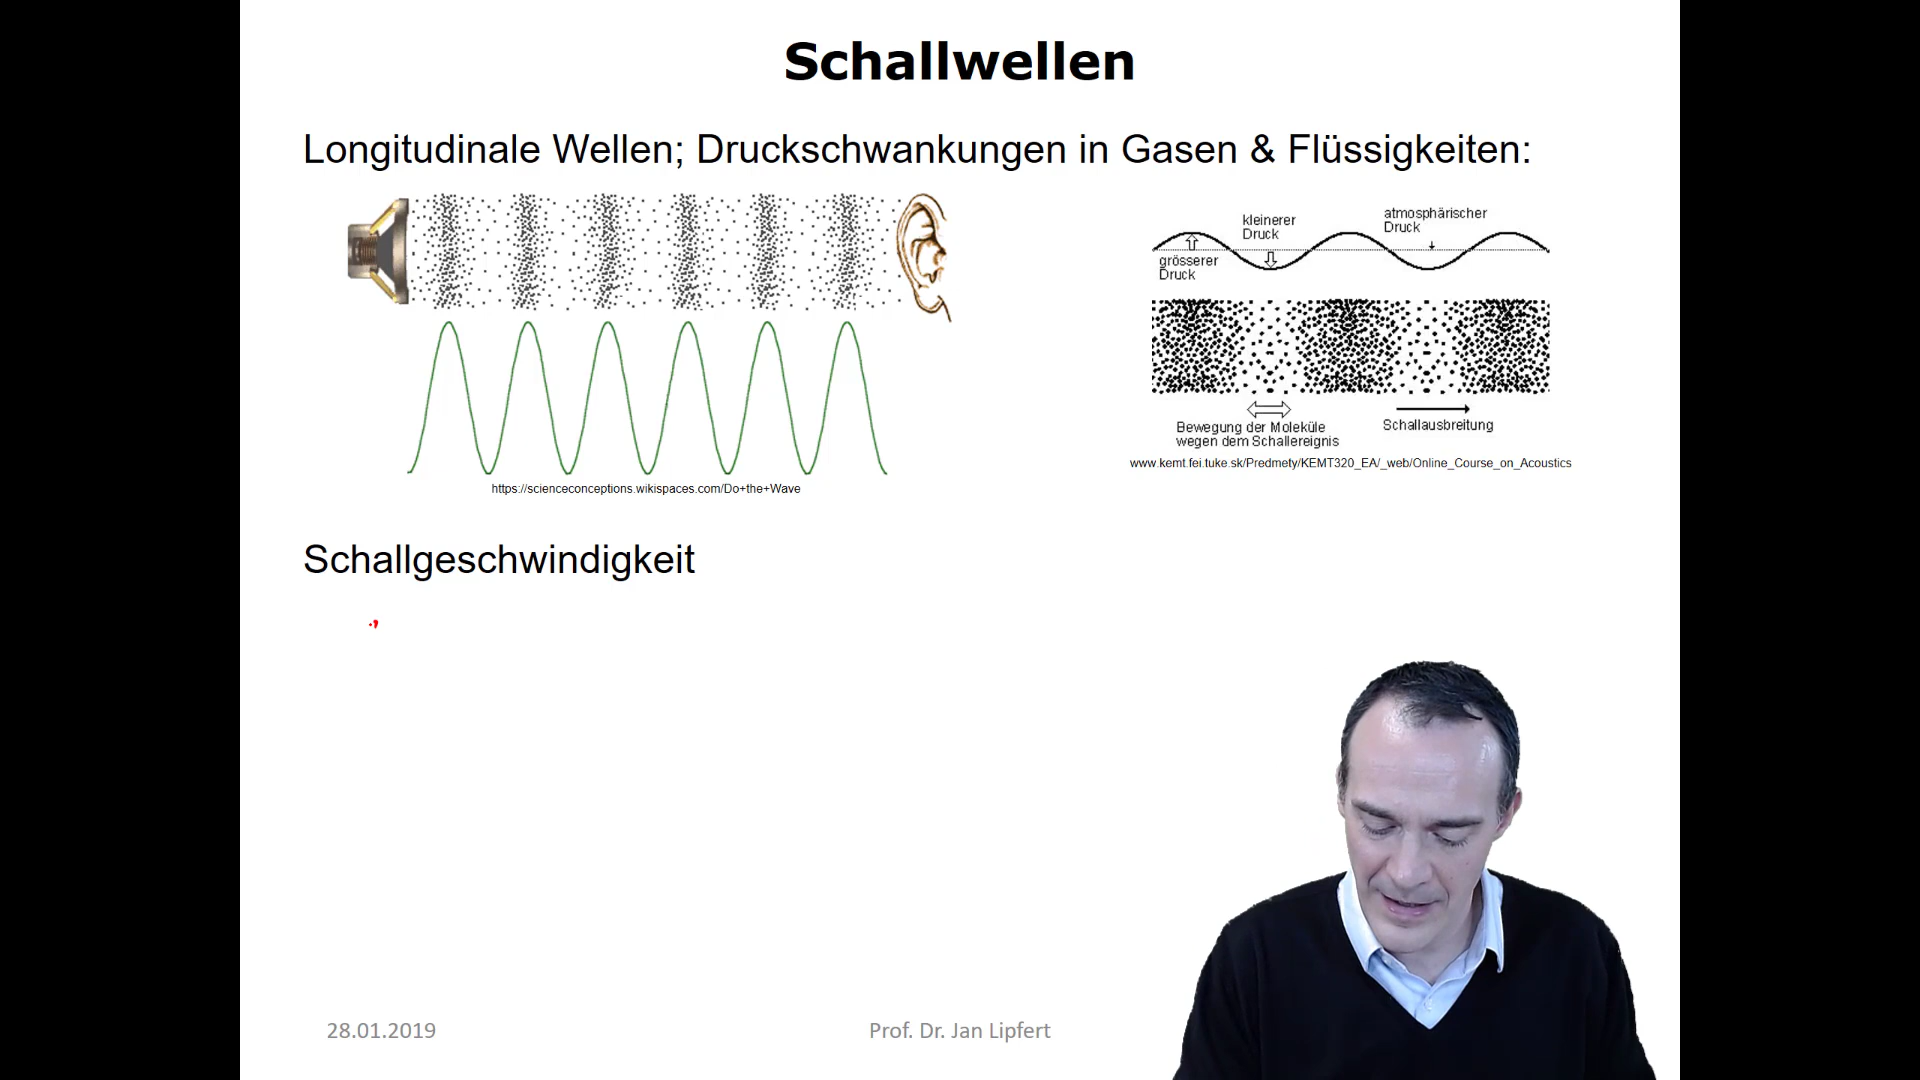 Schallwellen
Longitudinale Wellen; Druckschwankungen in Gasen & Flüssigkeiten:
kleinerer
Druck
atmosphärischer
Druck
grösserer
Druck
Bewegung der Moleküle
wegen dem Schallereignis
Schallausbreitung
www.kemt.fei.tuke.sk/Predmety/KEMT320_EA/_web/Online_Course_on_Acoustics
https://scienceconceptions.wikispaces.com/Do+the+Wave
Schallgeschwindigkeit
28.01.2019
Prof. Dr. Jan Lipfert